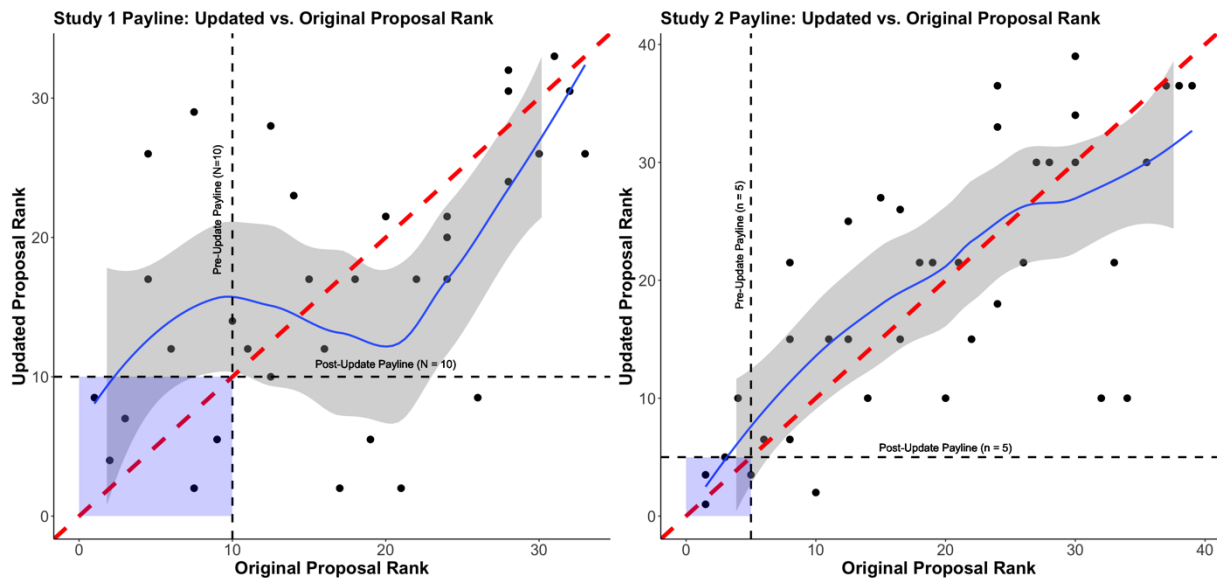 Study 1 Payline: Updated vs. Original Proposal Rank
Updated Proposal Rank
30
20
10
0
Pre-Update Payline (N=10)
Post-Update Payline (N = 10)
0 10 20 30
Original Proposal Rank
Study 2 Payline: Updated vs. Original Proposal Rank
Updated Proposal Rank
40
30
20
10
0
Pre-Update Payline (n = 5)
Post-Update Payline (n = 5)
0 10 20 30 40
Original Proposal Rank